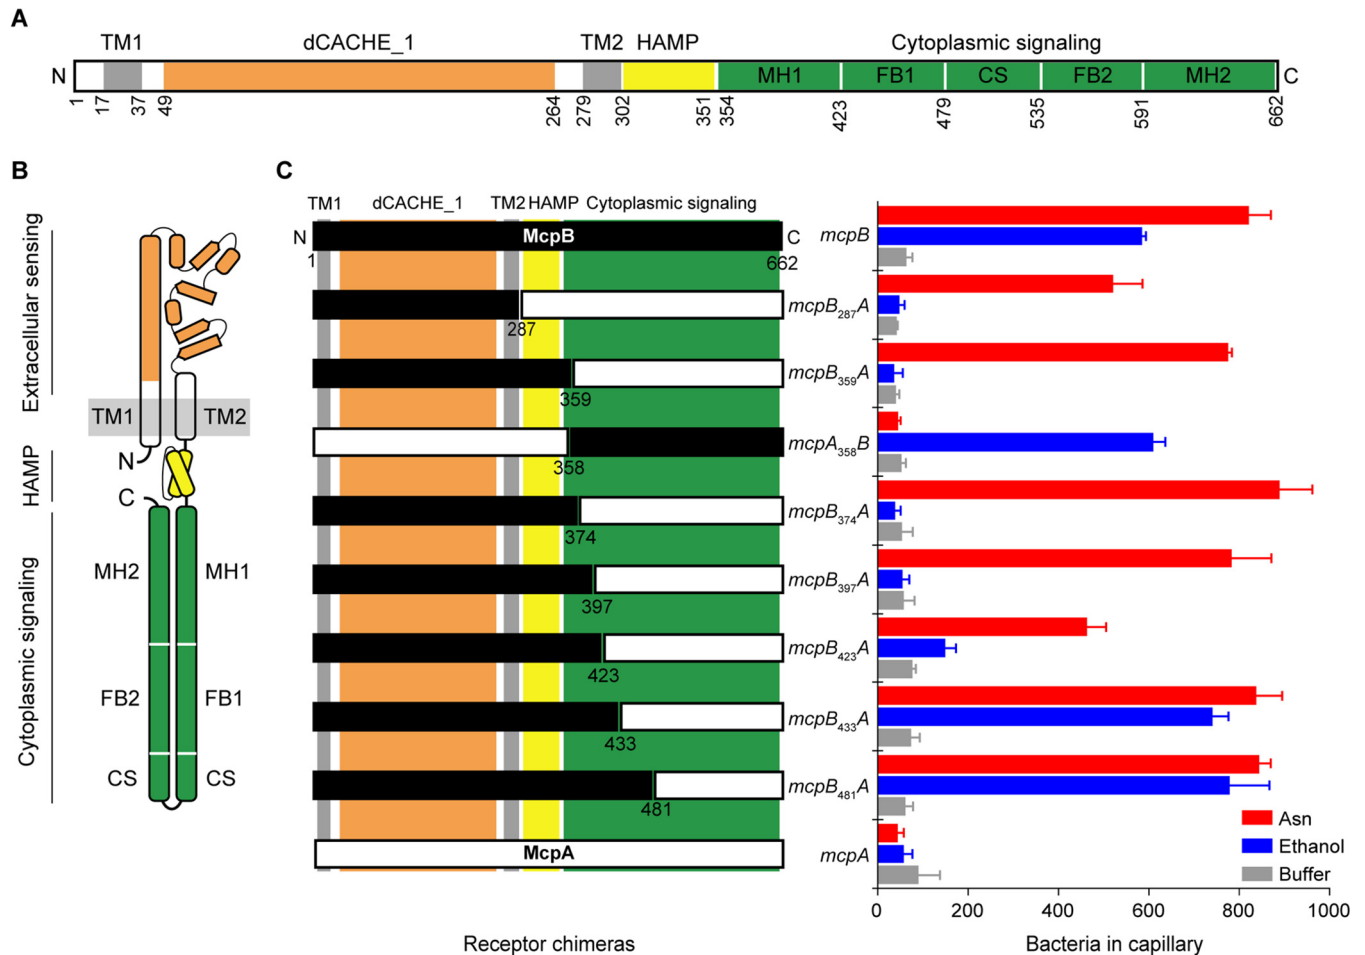 A
TM1 dCACHE_1 TM2 HAMP Cytoplasmic signaling
N MH1 FB1 CS FB2 MH2 C
1 17 37 49 264 279 302 351 354 423 479 535 591 662
B
Extracellular sensing
HAMP
Cytoplasmic signaling
TM1 TM2
N
C
MH2 MH1
FB2 FB1
CS CS
C
TM1 dCACHE_1 TM2 HAMP Cytoplasmic signaling
N McpB C
1 662
287
359
358
374
397
423
433
481
McpA
Receptor chimeras
mcpB
mcpB287A
mcpB359A
mcpA358B
mcpB374A
mcpB397A
mcpB423A
mcpB433A
mcpB481A
mcpA
Asn
Ethanol
Buffer
0 200 400 600 800 1000
Bacteria in capillary